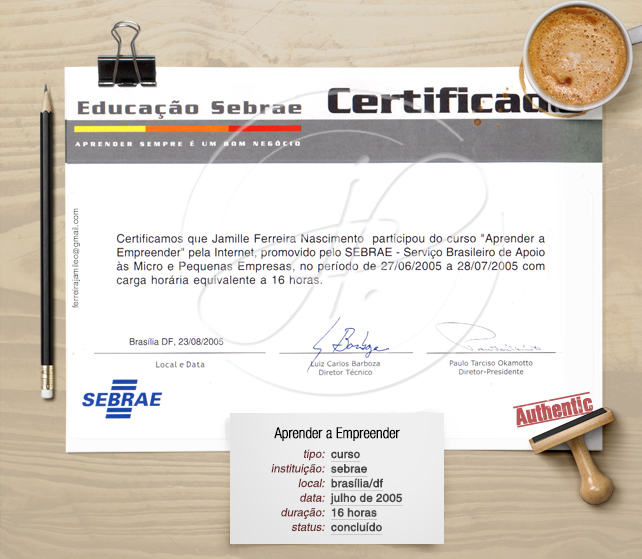 Educação Sebrae
Certificado
APRENDER SEMPRE É UM BOM NEGÓCIO
ferreirajamileo@gmail.com
Certificamos que Jamille Ferreira Nascimento participou do curso "Aprender a
Empreender" pela Internet, promovido pelo SEBRAE - Serviço Brasileiro de Apoio
às Micro e Pequenas Empresas, no período de 27/06/2005 a 28/07/2005 com
carga horária equivalente a 16 horas.
Brasília DF, 23/08/2005
Local e Data
Luiz Carlos Barboza
Diretor Técnico
Paulo Tarciso Okamotto
Diretor-Presidente
SEBRAE
Authentic
Aprender a Empreender
tipo: curso
instituição: sebrae
local: brasília/df
data: julho de 2005
duração: 16 horas
status: concluído